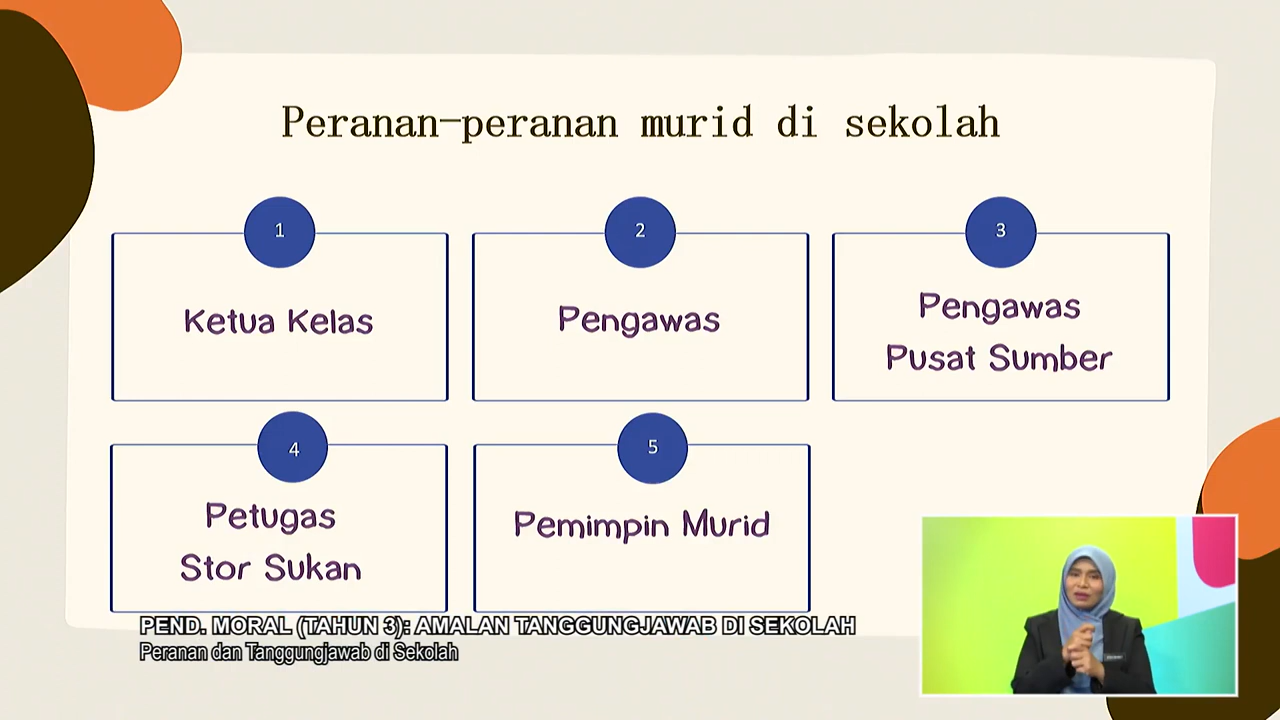 Peranan-peranan murid di sekolah
1
Ketua Kelas
2
Pengawas
3
Pengawas
Pusat Sumber
4
Petugas
Stor Sukan
5
Pemimpin Murid
PEND. MORAL (TAHUN 3): AMALAN TANGGUNGJAWAB DI SEKOLAH
Peranan dan Tanggungjawab di Sekolah